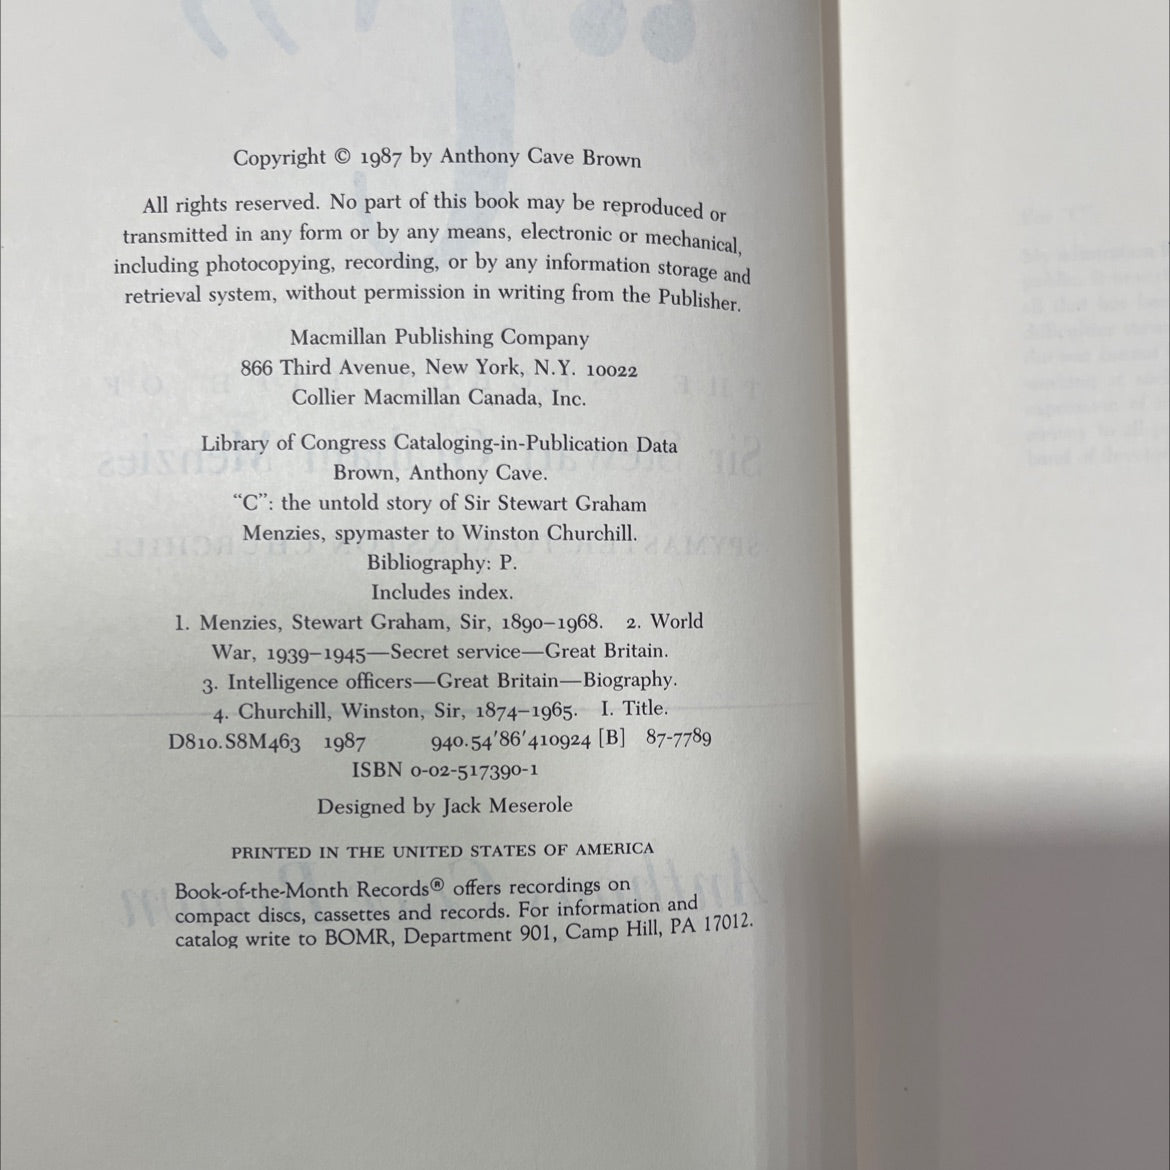 Copyright © 1987 by Anthony Cave Brown
All rights reserved. No part of this book may be reproduced or
transmitted in any form or by any means, electronic or mechanical,
including photocopying, recording, or by any information storage and
retrieval system, without permission in writing from the Publisher.
Macmillan Publishing Company
866 Third Avenue, New York, N.Y. 10022
Collier Macmillan Canada, Inc.
Library of Congress Cataloging-in-Publication Data
Brown, Anthony Cave.
“C”: the untold story of Sir Stewart Graham
Menzies, spymaster to Winston Churchill.
Bibliography: P.
Includes index.
1. Menzies, Stewart Graham, Sir, 1890–1968. 2. World
War, 1939–1945—Secret service—Great Britain.
3. Intelligence officers—Great Britain—Biography.
4. Churchill, Winston, Sir, 1874–1965. I. Title.
D810.S8M463 1987 940.54′86′410924 [B] 87-7789
ISBN 0-02-517390-1
Designed by Jack Meserole
PRINTED IN THE UNITED STATES OF AMERICA
Book-of-the-Month Records® offers recordings on
compact discs, cassettes and records. For information and
catalog write to BOMR, Department 901, Camp Hill, PA 17012.